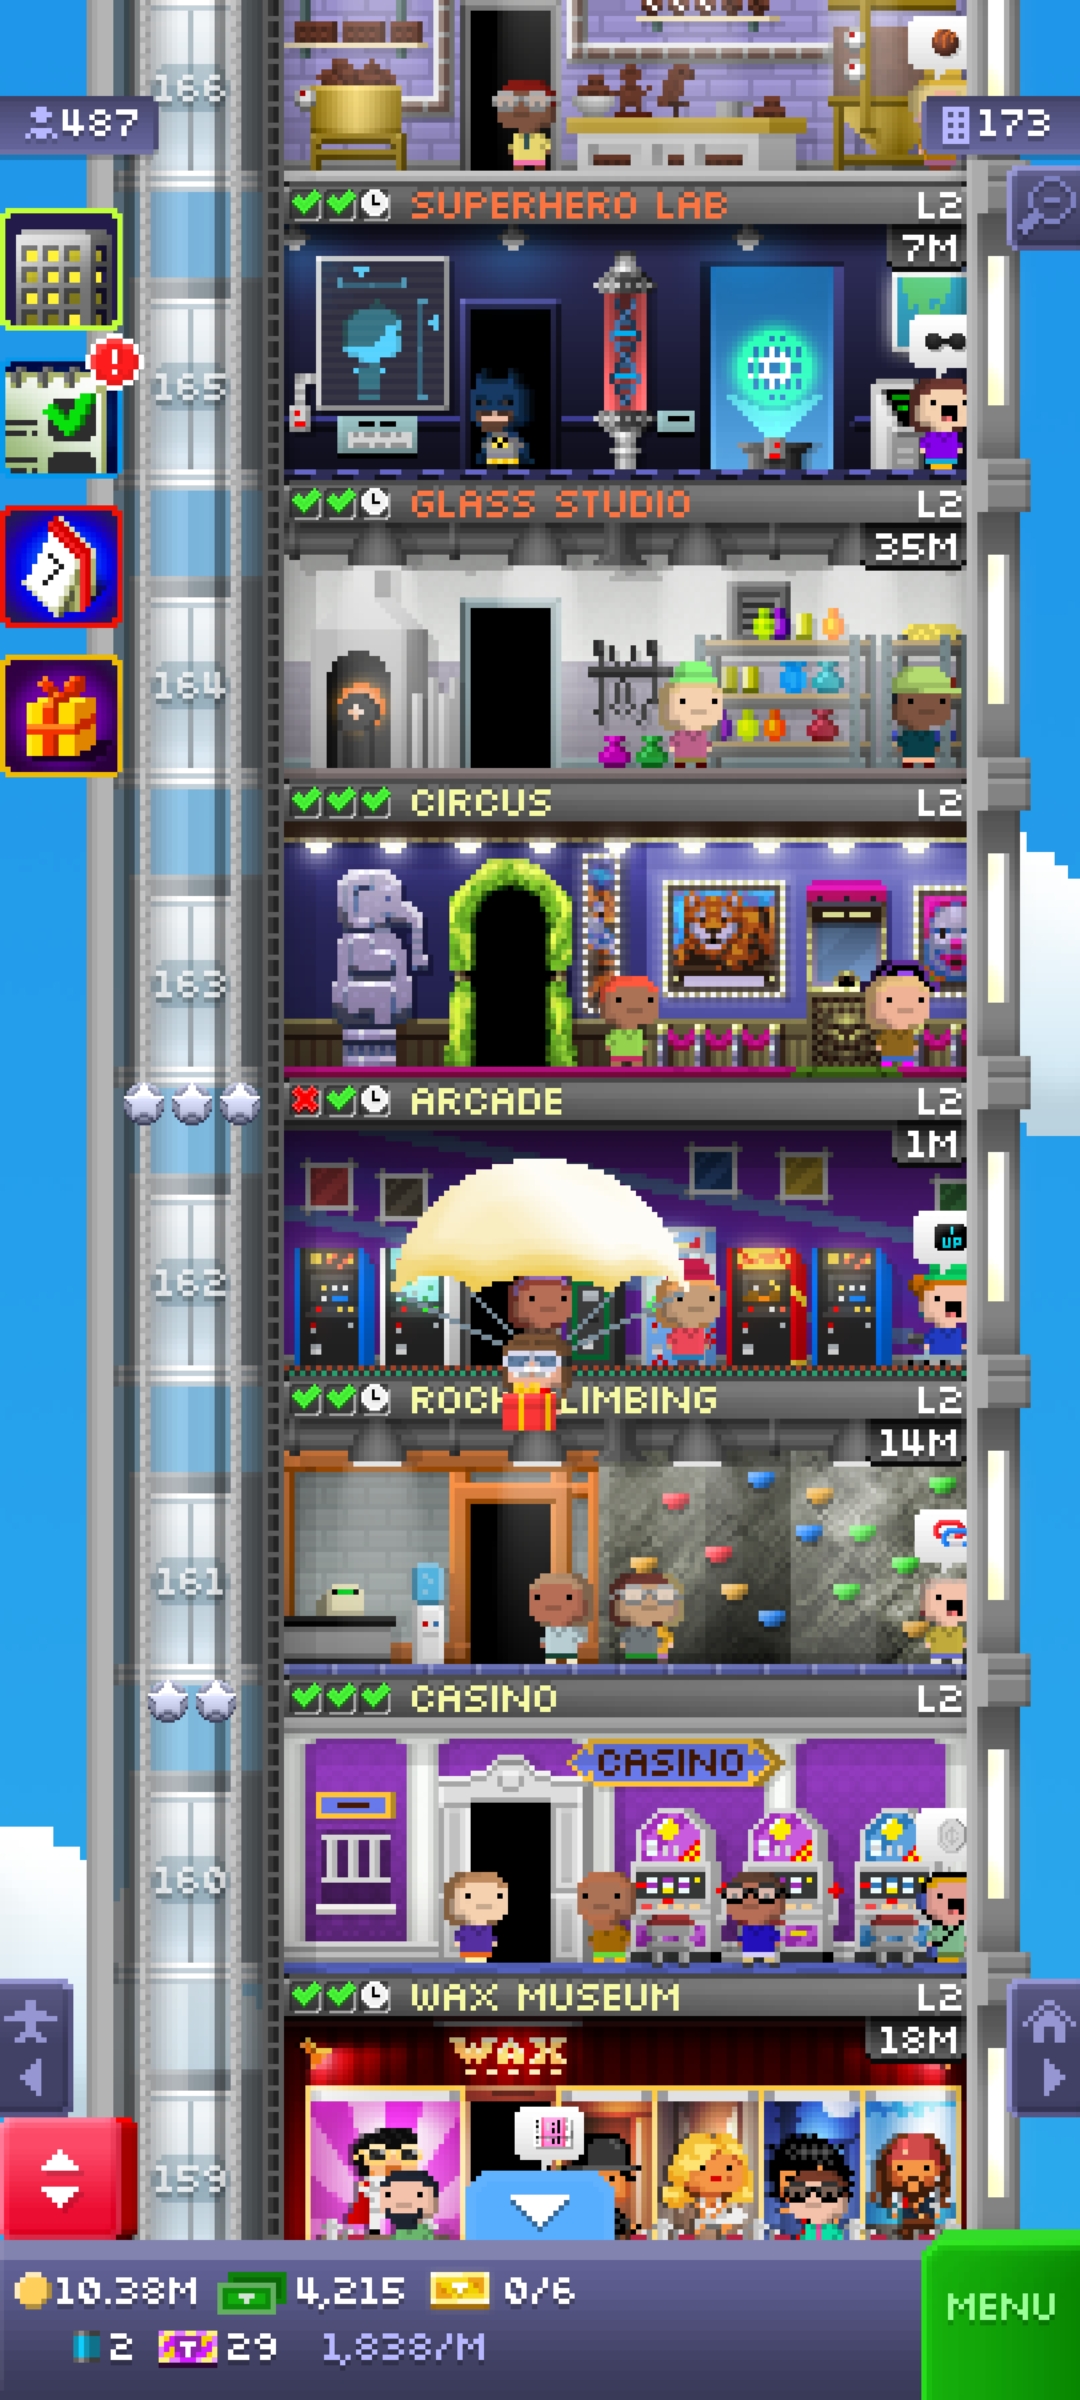 166
487
173
SUPERHERO LAB L2
7M
165
GLASS STUDIO L2
35M
7
164
CIRCUS L2
163
ARCADE L2
1M
UP
162
L2
14M
161
CASINO L2
CASINO
160
WAX MUSEUM L2
18M
WAX
159
10.38M 4,215 0/6
MENU
2 29 1,838/M